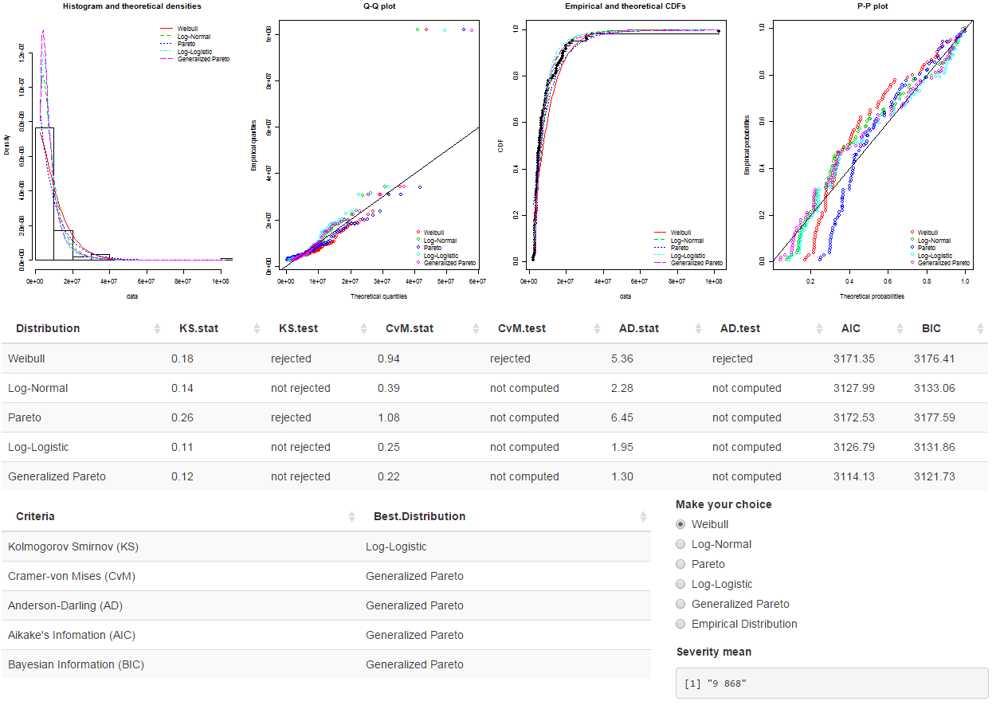 Histogram and theoretical densities
Weibull
Log-Normal
Pareto
Log-Logistic
Generalized Pareto
Density
0.0e+00 2.0e-08 4.0e-08 6.0e-08 8.0e-08 1.0e-07 1.2e-07
0e+00 2e+07 4e+07 6e+07 8e+07 1e+08
data
Q-Q plot
Empirical quantiles
0e+00 2e+07 4e+07 6e+07 8e+07 1e+08
Weibull
Log-Normal
Pareto
Log-Logistic
Generalized Pareto
0e+00 1e+07 2e+07 3e+07 4e+07 5e+07 6e+07
Theoretical quantiles
Empirical and theoretical CDFs
CDF
0.0 0.2 0.4 0.6 0.8 1.0
Weibull
Log-Normal
Pareto
Log-Logistic
Generalized Pareto
0e+00 2e+07 4e+07 6e+07 8e+07 1e+08
data
P-P plot
Empirical probabilities
0.0 0.2 0.4 0.6 0.8 1.0
Weibull
Log-Normal
Pareto
Log-Logistic
Generalized Pareto
0.2 0.4 0.6 0.8 1.0
Theoretical probabilities
Distribution KS.stat KS.test CvM.stat CvM.test AD.stat AD.test AIC BIC
Weibull 0.18 rejected 0.94 rejected 5.36 rejected 3171.35 3176.41
Log-Normal 0.14 not rejected 0.39 not computed 2.28 not computed 3127.99 3133.06
Pareto 0.26 rejected 1.08 not computed 6.45 not computed 3172.53 3177.59
Log-Logistic 0.11 not rejected 0.25 not computed 1.95 not computed 3126.79 3131.86
Generalized Pareto 0.12 not rejected 0.22 not computed 1.30 not computed 3114.13 3121.73
Criteria Best.Distribution
Kolmogorov Smirnov (KS) Log-Logistic
Cramer-von Mises (CvM) Generalized Pareto
Anderson-Darling (AD) Generalized Pareto
Aikake's Infomation (AIC) Generalized Pareto
Bayesian Information (BIC) Generalized Pareto
Make your choice
Weibull
Log-Normal
Pareto
Log-Logistic
Generalized Pareto
Empirical Distribution
Severity mean
[1] "9 868"